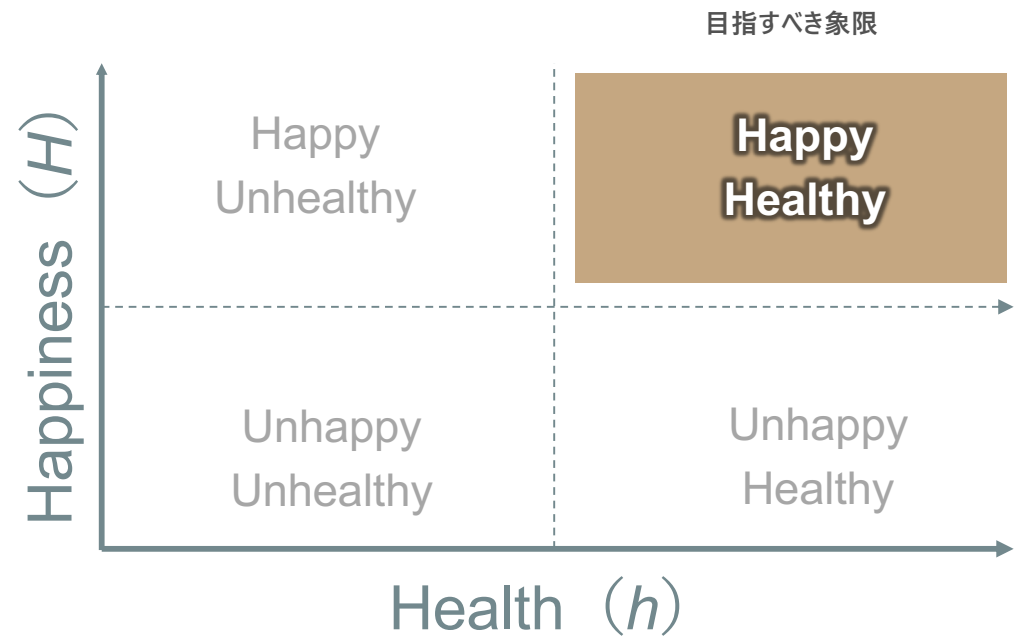 目指すべき象限
Happiness （H）
Happy
Unhealthy
Happy
Healthy
Unhappy
Unhealthy
Unhappy
Healthy
Health （h）